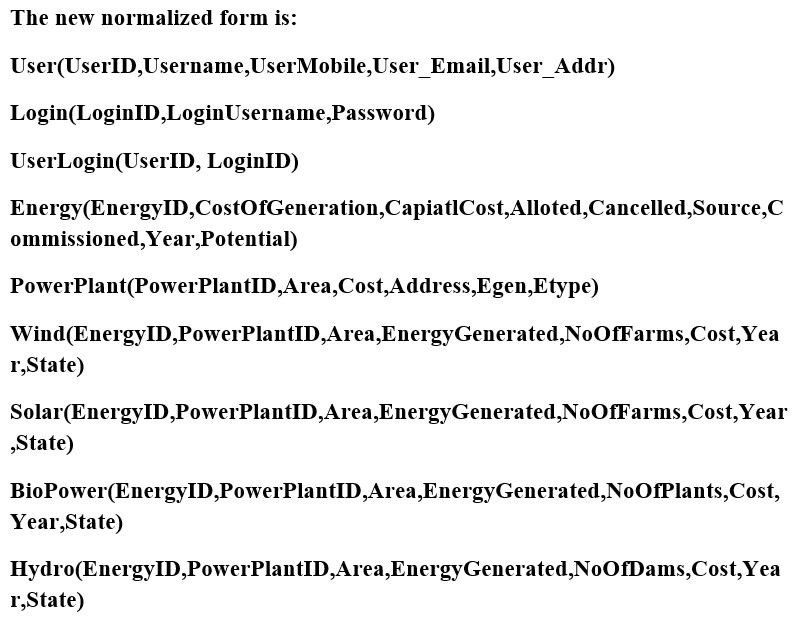 The new normalized form is:
User(UserID,Username,UserMobile,User_Email,User_Addr)
Login(LoginID,LoginUsername,Password)
UserLogin(UserID, LoginID)
Energy(EnergyID,CostOfGeneration,CapiatlCost,Alloted,Cancelled,Source,C
ommissioned,Year,Potential)
PowerPlant(PowerPlantID,Area,Cost,Address,Egen,Etype)
Wind(EnergyID,PowerPlantID,Area,EnergyGenerated,NoOfFarms,Cost,Yea
r,State)
Solar(EnergyID,PowerPlantID,Area,EnergyGenerated,NoOfFarms,Cost,Year
,State)
BioPower(EnergyID,PowerPlantID,Area,EnergyGenerated,NoOfPlants,Cost,
Year,State)
Hydro(EnergyID,PowerPlantID,Area,EnergyGenerated,NoOfDams,Cost,Yea
r,State)